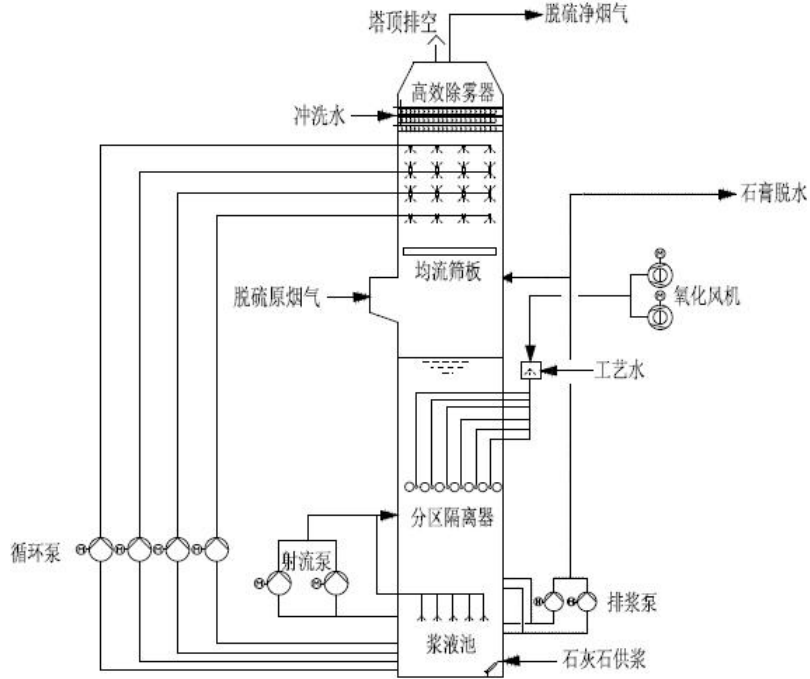 塔顶排空
脱硫净烟气
高效除雾器
冲洗水
石膏脱水
均流筛板
脱硫原烟气
氧化风机
工艺水
分区隔离器
循环泵
射流泵
排浆泵
浆液池
石灰石供浆
M
M
M
M
M
M
M
M
M
M